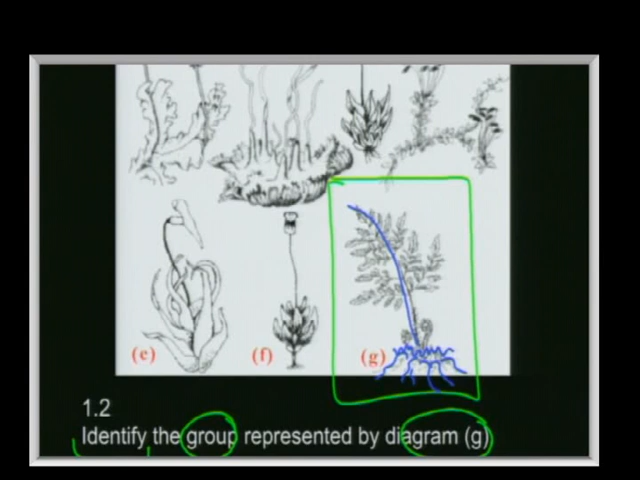 (e) (f) (g)
1.2
Identify the group represented by diagram (g)